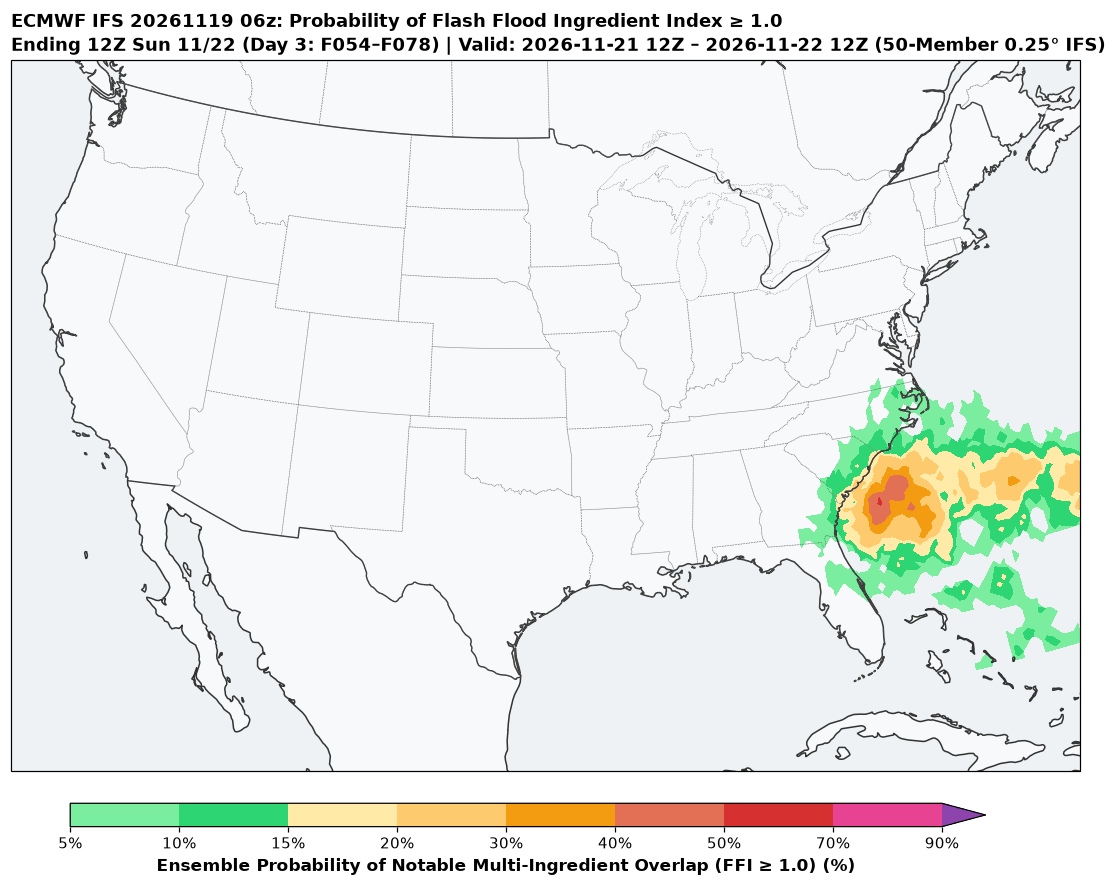 ECMWF IFS 20261119 06z: Probability of Flash Flood Ingredient Index ≥ 1.0
Ending 12Z Sun 11/22 (Day 3: F054–F078) | Valid: 2026-11-21 12Z – 2026-11-22 12Z (50-Member 0.25° IFS)
5% 10% 15% 20% 30% 40% 50% 70% 90%
Ensemble Probability of Notable Multi-Ingredient Overlap (FFI ≥ 1.0) (%)